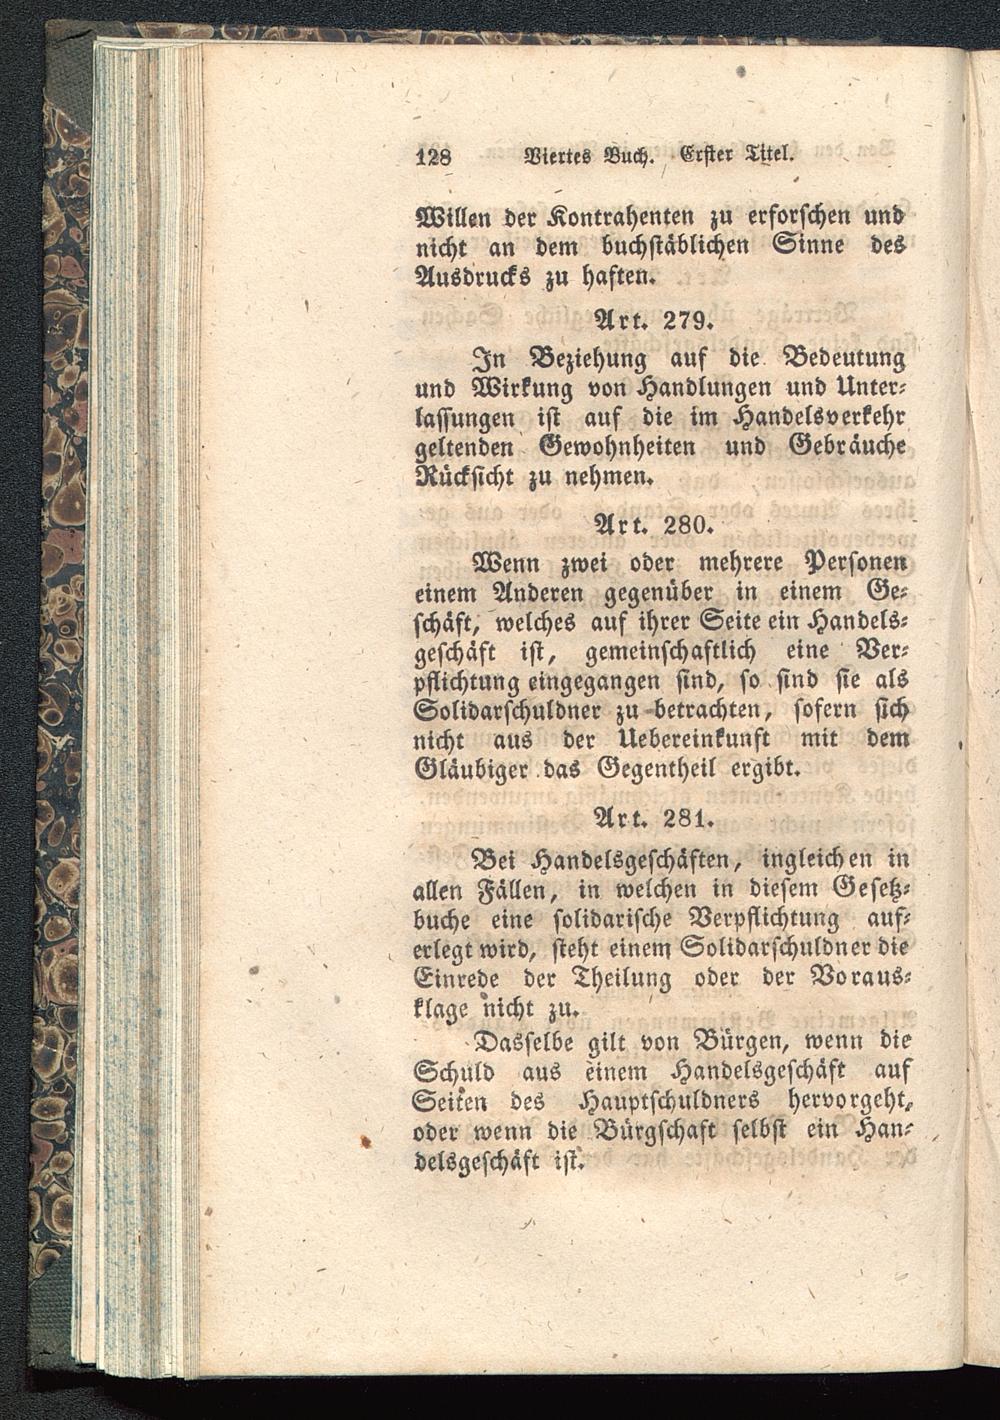 128 Viertes Buch. Erster Titel.
Willen der Kontrahenten zu erforschen und
nicht an dem buchstäblichen Sinne des
Ausdrucks zu haften.
Art. 279.
In Beziehung auf die Bedeutung
und Wirkung von Handlungen und Unter-
lassungen ist auf die im Handelsverkehr
geltenden Gewohnheiten und Gebräuche
Rücksicht zu nehmen.
Art. 280.
Wenn zwei oder mehrere Personen
einem Anderen gegenüber in einem Ge-
schäft, welches auf ihrer Seite ein Handels-
geschäft ist, gemeinschaftlich eine Ver-
pflichtung eingegangen sind, so sind sie als
Solidarschuldner zu betrachten, sofern sich
nicht aus der Uebereinkunft mit dem
Gläubiger das Gegentheil ergibt.
Art. 281.
Bei Handelsgeschäften, ingleichen in
allen Fällen, in welchen in diesem Gesetz-
buche eine solidarische Verpflichtung auf-
erlegt wird, steht einem Solidarschuldner die
Einrede der Theilung oder der Voraus-
klage nicht zu.
Dasselbe gilt von Bürgen, wenn die
Schuld aus einem Handelsgeschäft auf
Seiten des Hauptschuldners hervorgeht,
oder wenn die Bürgschaft selbst ein Han-
delsgeschäft ist.